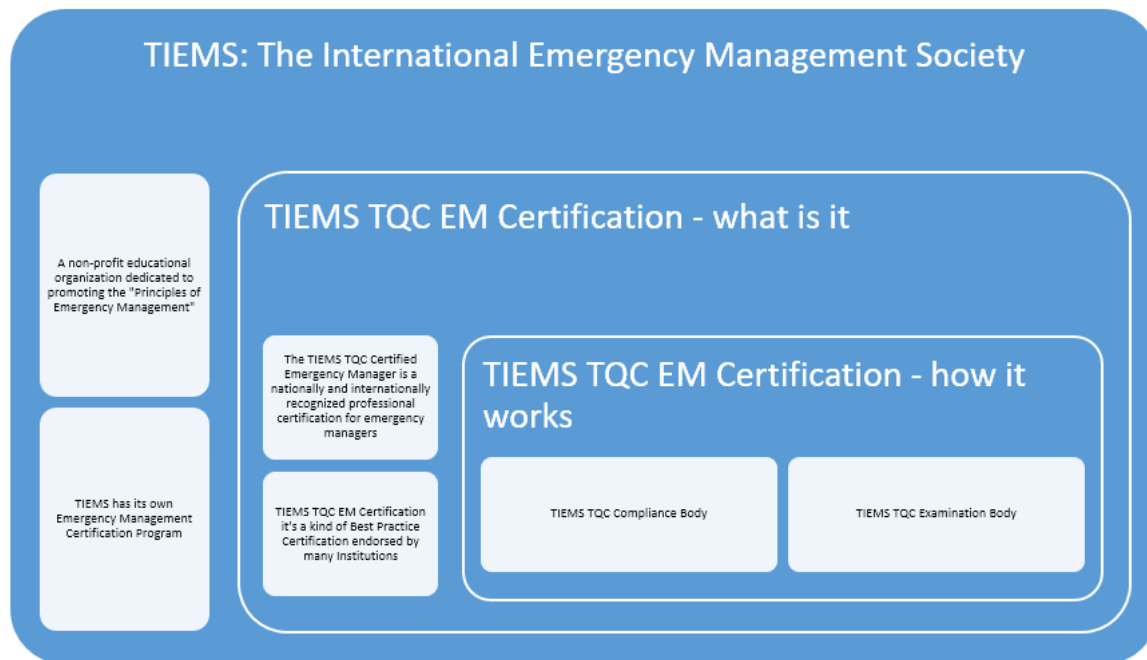 TIEMS: The International Emergency Management Society
A non-profit educational
organization dedicated to
promoting the "Principles of
Emergency Management"
TIEMS has its own
Emergency Management
Certification Program
TIEMS TQC EM Certification - what is it
The TIEMS TQC Certified
Emergency Manager is a
nationally and internationally
recognized professional
certification for emergency
managers
TIEMS TQC EM Certification
it's a kind of Best Practice
Certification endorsed by
many Institutions
TIEMS TQC EM Certification - how it
works
TIEMS TQC Compliance Body
TIEMS TQC Examination Body